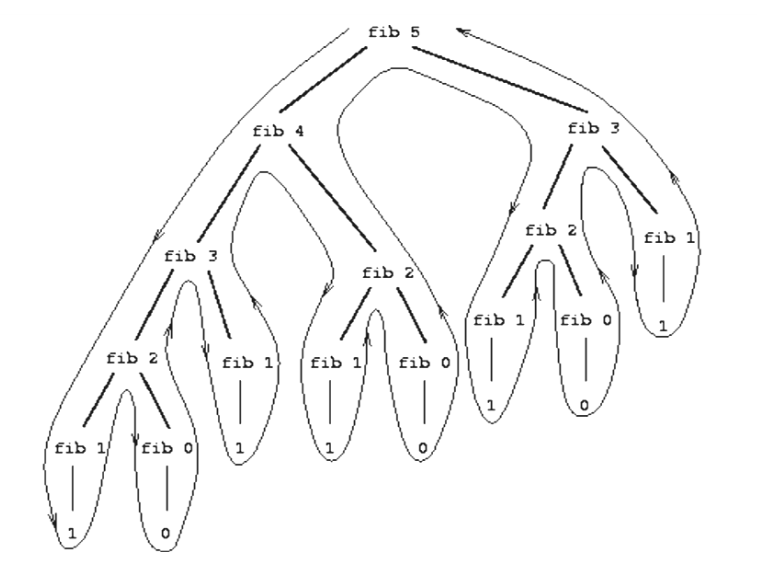 fib 5
fib 4 fib 3
fib 3 fib 2 fib 2 fib 1
fib 2 fib 1 fib 1 fib 0 fib 1 fib 0 1
fib 1 fib 0 1 1 0 1 0
1 0